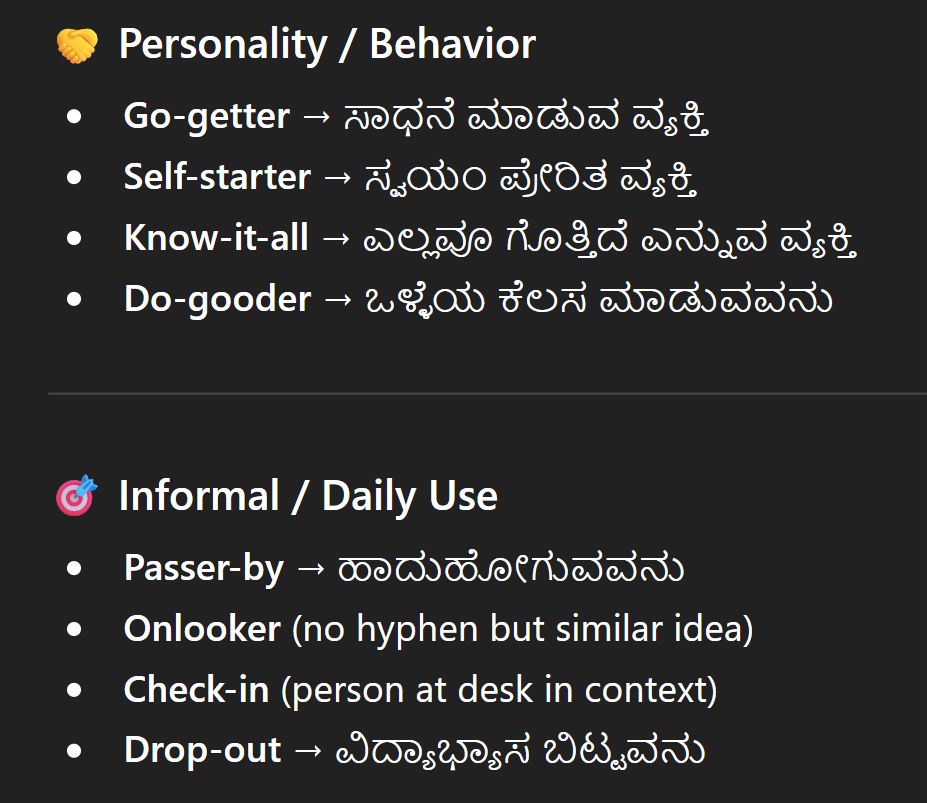 🤝 Personality / Behavior
• Go-getter → ಸಾಧನೆ ಮಾಡುವ ವ್ಯಕ್ತಿ
• Self-starter → ಸ್ವಯಂ ಪ್ರೇರಿತ ವ್ಯಕ್ತಿ
• Know-it-all → ಎಲ್ಲವೂ ಗೊತ್ತಿದೆ ಎನ್ನುವ ವ್ಯಕ್ತಿ
• Do-gooder → ಒಳ್ಳೆಯ ಕೆಲಸ ಮಾಡುವವನು
🎯 Informal / Daily Use
• Passer-by → ಹಾದುಹೋಗುವವನು
• Onlooker (no hyphen but similar idea)
• Check-in (person at desk in context)
• Drop-out → ವಿದ್ಯಾಭ್ಯಾಸ ಬಿಟ್ಟವನು